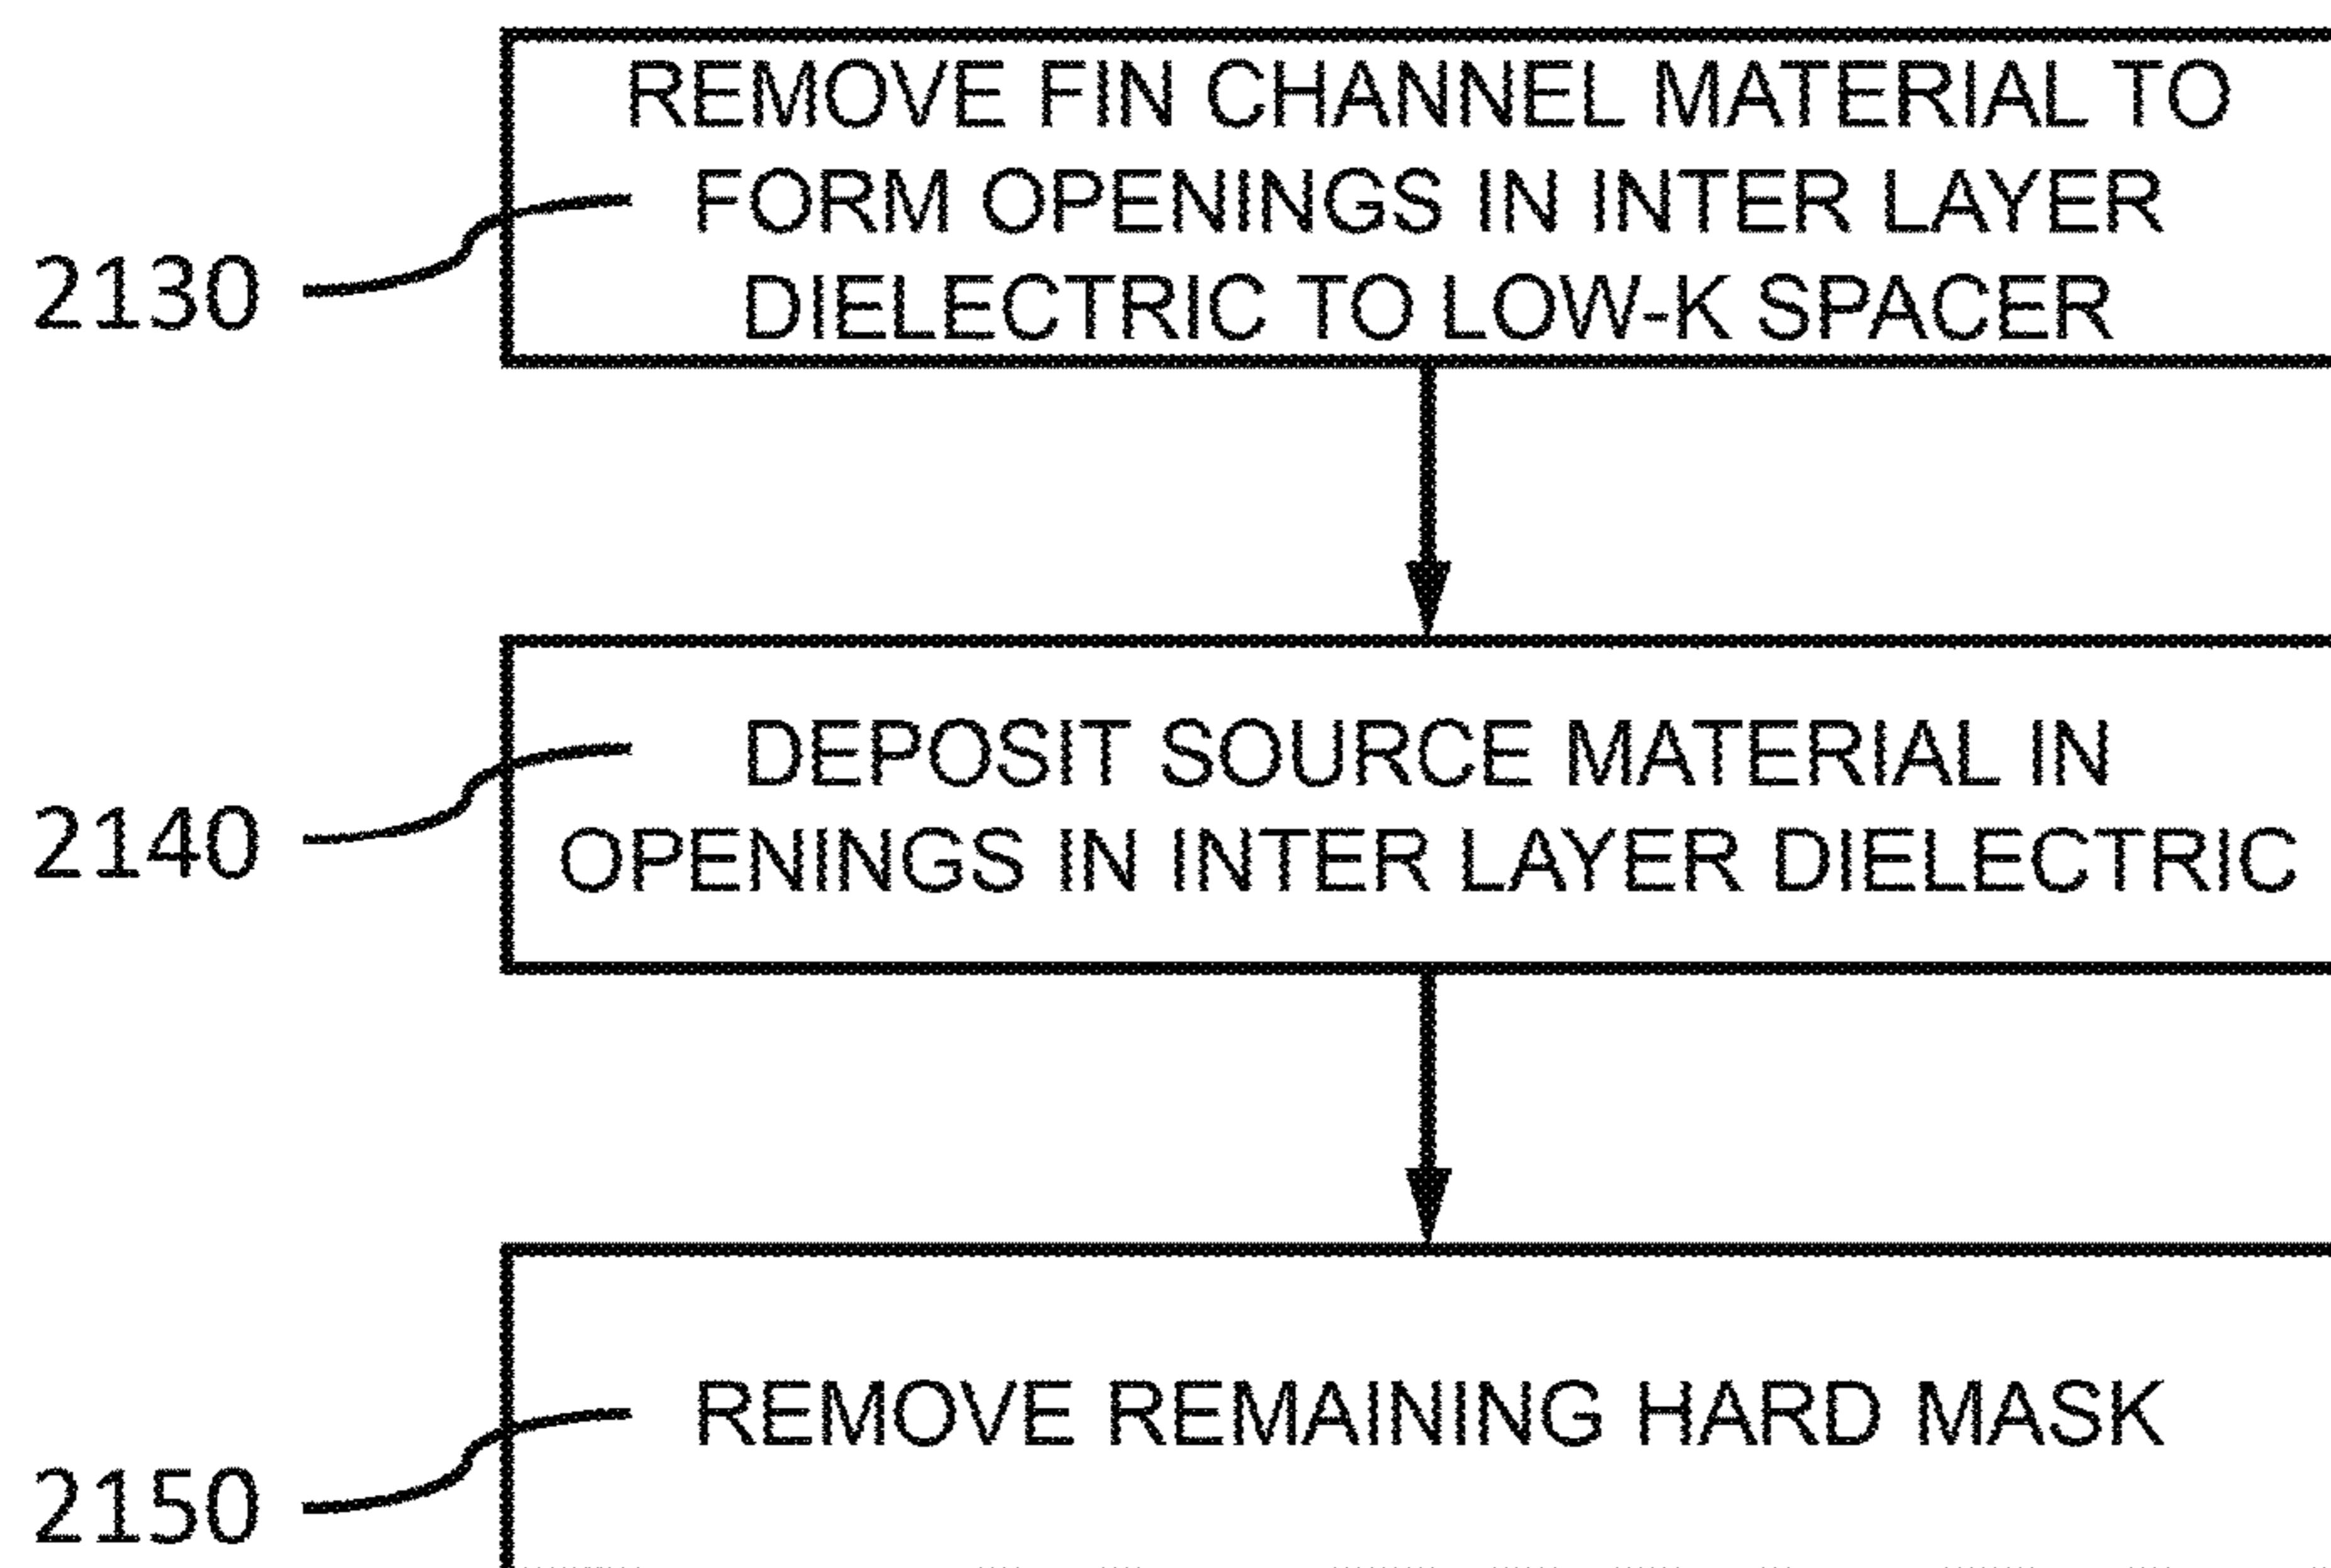 REMOVE FIN CHANNEL MATERIAL TO
FORM OPENINGS IN INTER LAYER
DIELECTRIC TO LOW-K SPACER
2130
DEPOSIT SOURCE MATERIAL IN
OPENINGS IN INTER LAYER DIELECTRIC
2140
REMOVE REMAINING HARD MASK
2150